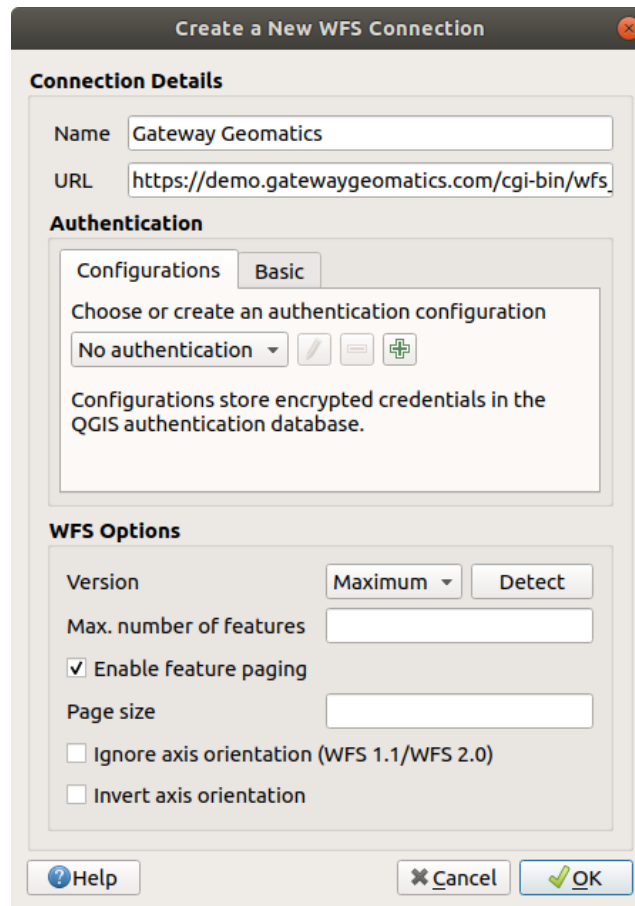 Create a New WFS Connection
Connection Details
Name Gateway Geomatics
URL https://demo.gatewaygeomatics.com/cgi-bin/wfs_
Authentication
Configurations Basic
Choose or create an authentication configuration
No authentication
Configurations store encrypted credentials in the
QGIS authentication database.
WFS Options
Version Maximum Detect
Max. number of features
Enable feature paging
Page size
Ignore axis orientation (WFS 1.1/WFS 2.0)
Invert axis orientation
Help Cancel OK